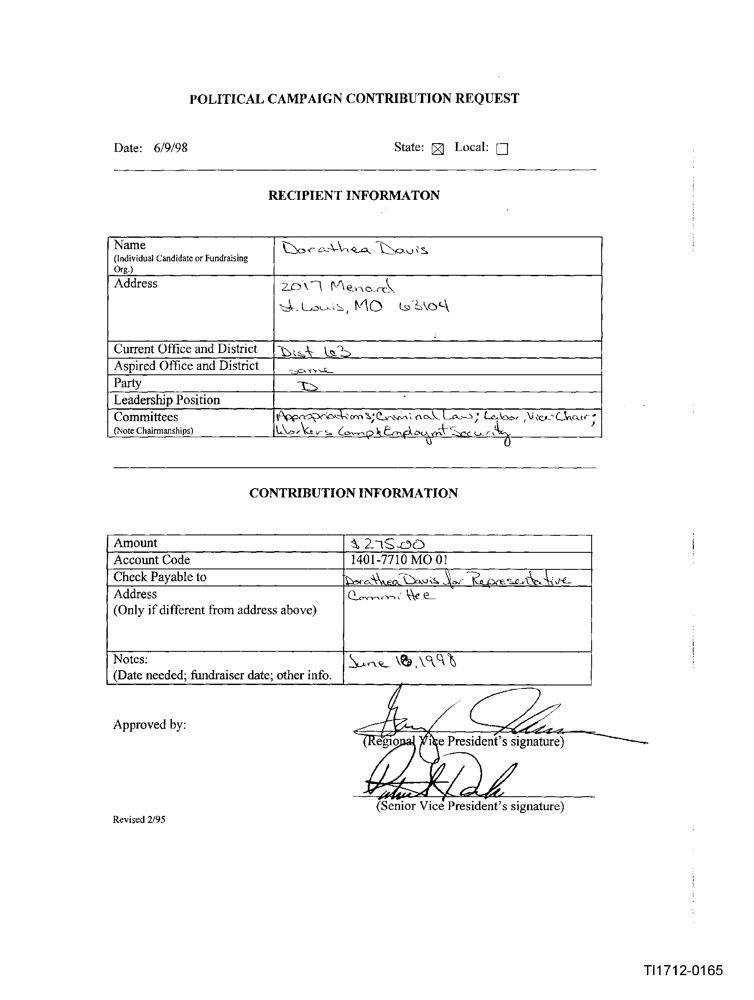 POLITICAL CAMPAIGN CONTRIBUTION REQUEST
Date: 6/9/98 State: ☒ Local: ☐
RECIPIENT INFORMATON
Name Dorathea Davis
(Individual Candidate or Fundraising
Org.)
Address 2017 Menard
St. Louis, MO 63104
Current Office and District Dist 63
Aspired Office and District same
Party D
Leadership Position
Committees Appropriations; Criminal Law; Labor, Vice-Chair;
(Note Chairmanships) Workers Comp & Employmt Security
CONTRIBUTION INFORMATION
Amount $275.00
Account Code 1401-7710 MO 01
Check Payable to Dorathea Davis for Representative
Address Committee
(Only if different from address above)
Notes: June 1998
(Date needed; fundraiser date; other info.
Approved by:
(Regional Vice President's signature)
(Senior Vice President's signature)
Revised 2/95
TI1712-0165